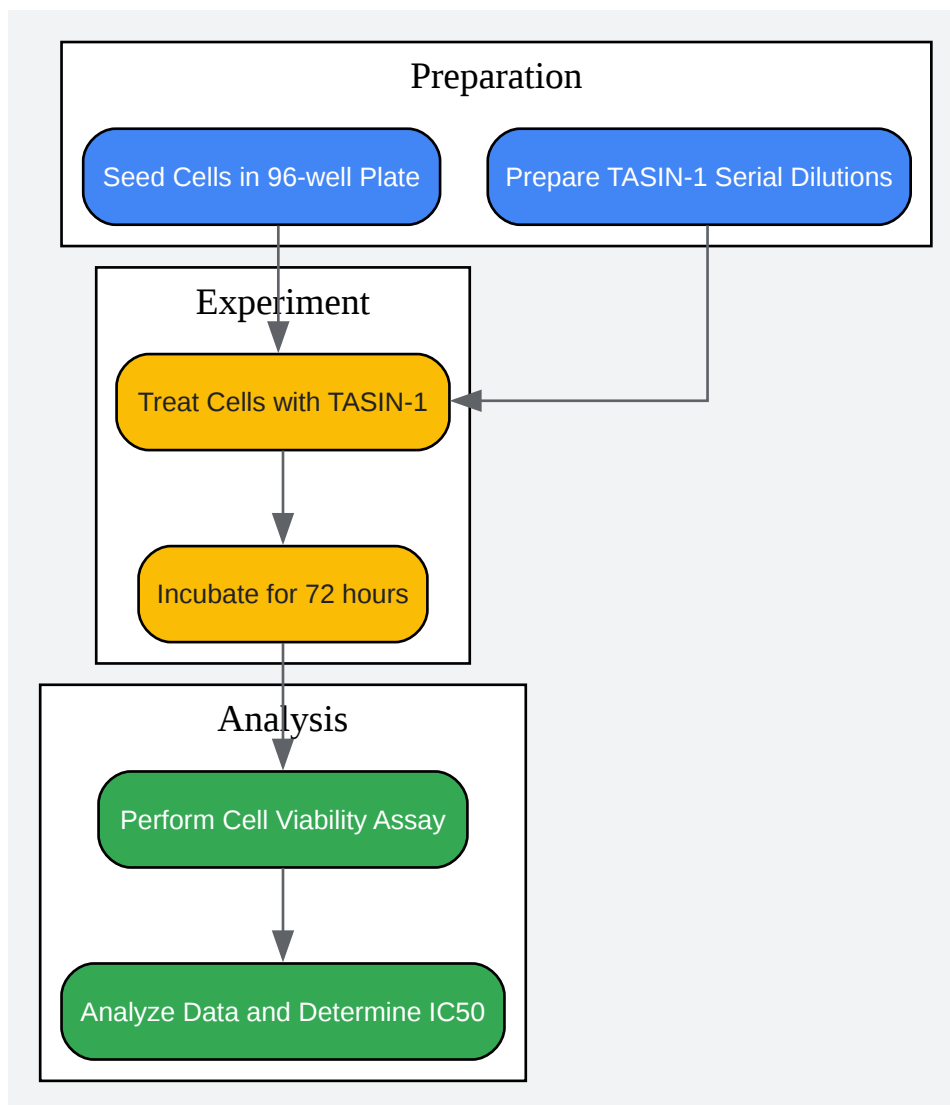 Preparation
Seed Cells in 96-well Plate
Prepare TASIN-1 Serial Dilutions
Experiment
Treat Cells with TASIN-1
Incubate for 72 hours
Analysis
Perform Cell Viability Assay
Analyze Data and Determine IC50